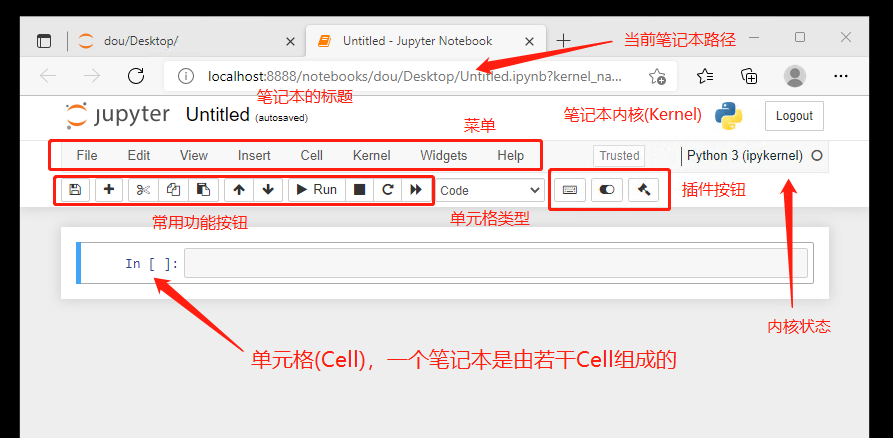 dou/Desktop/
Untitled - Jupyter Notebook
当前笔记本路径
localhost:8888/notebooks/dou/Desktop/Untitled.ipynb?kernel_na...
笔记本的标题
jupyter Untitled (autosaved)
笔记本内核(Kernel)
Logout
菜单
File Edit View Insert Cell Kernel Widgets Help
Trusted
Python 3 (ipykernel)
Run
Code
插件按钮
常用功能按钮
单元格类型
In [ ]:
内核状态
单元格(Cell)，一个笔记本是由若干Cell组成的